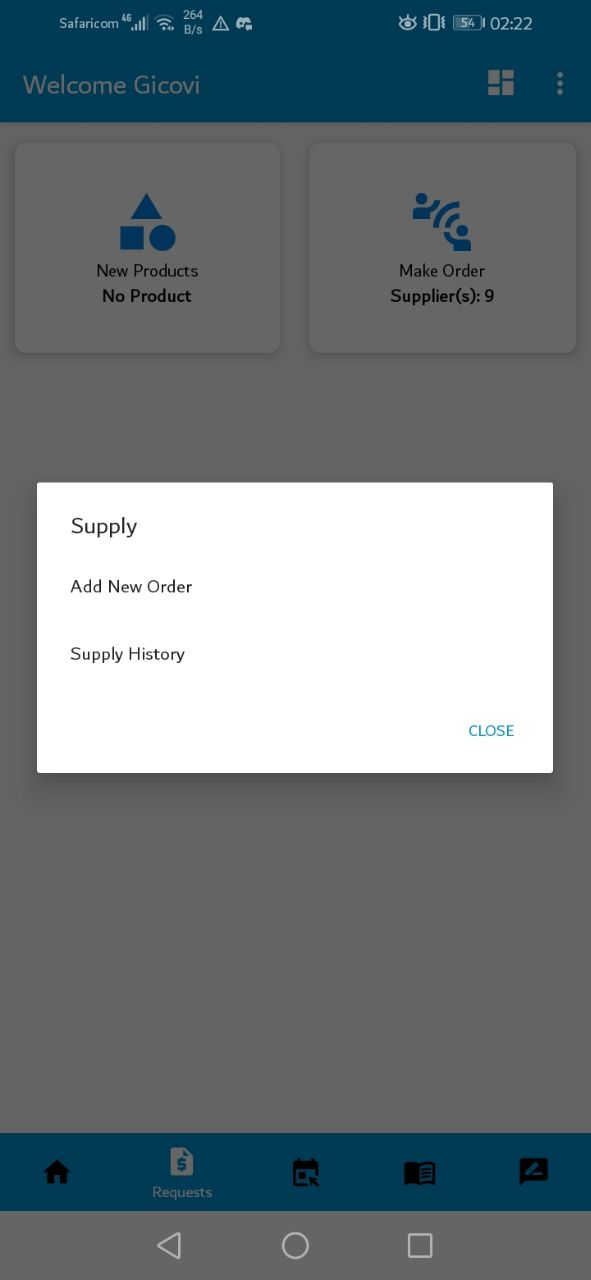 Safaricom 4G 264 B/s 54 02:22
Welcome Gicovi
New Products
No Product
Make Order
Supplier(s): 9
Supply
Add New Order
Supply History
CLOSE
Requests